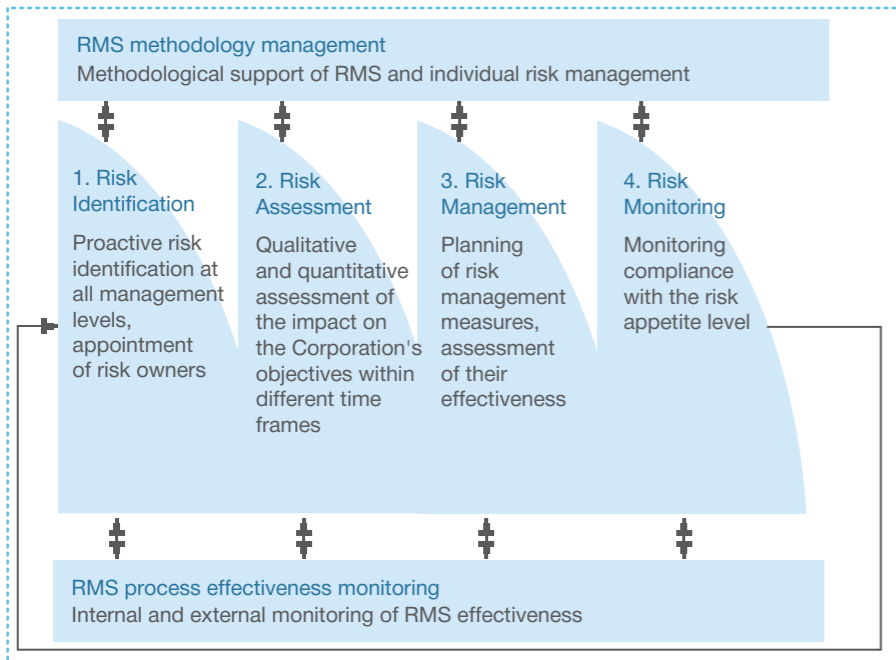 RMS methodology management
Methodological support of RMS and individual risk management
1. Risk
Identification
Proactive risk
identification at
all management
levels,
appointment
of risk owners
2. Risk
Assessment
Qualitative
and quantitative
assessment of
the impact on
the Corporation's
objectives within
different time
frames
3. Risk
Management
Planning
of risk
management
measures,
assessment
of their
effectiveness
4. Risk
Monitoring
Monitoring
compliance
with the risk
appetite level
RMS process effectiveness monitoring
Internal and external monitoring of RMS effectiveness